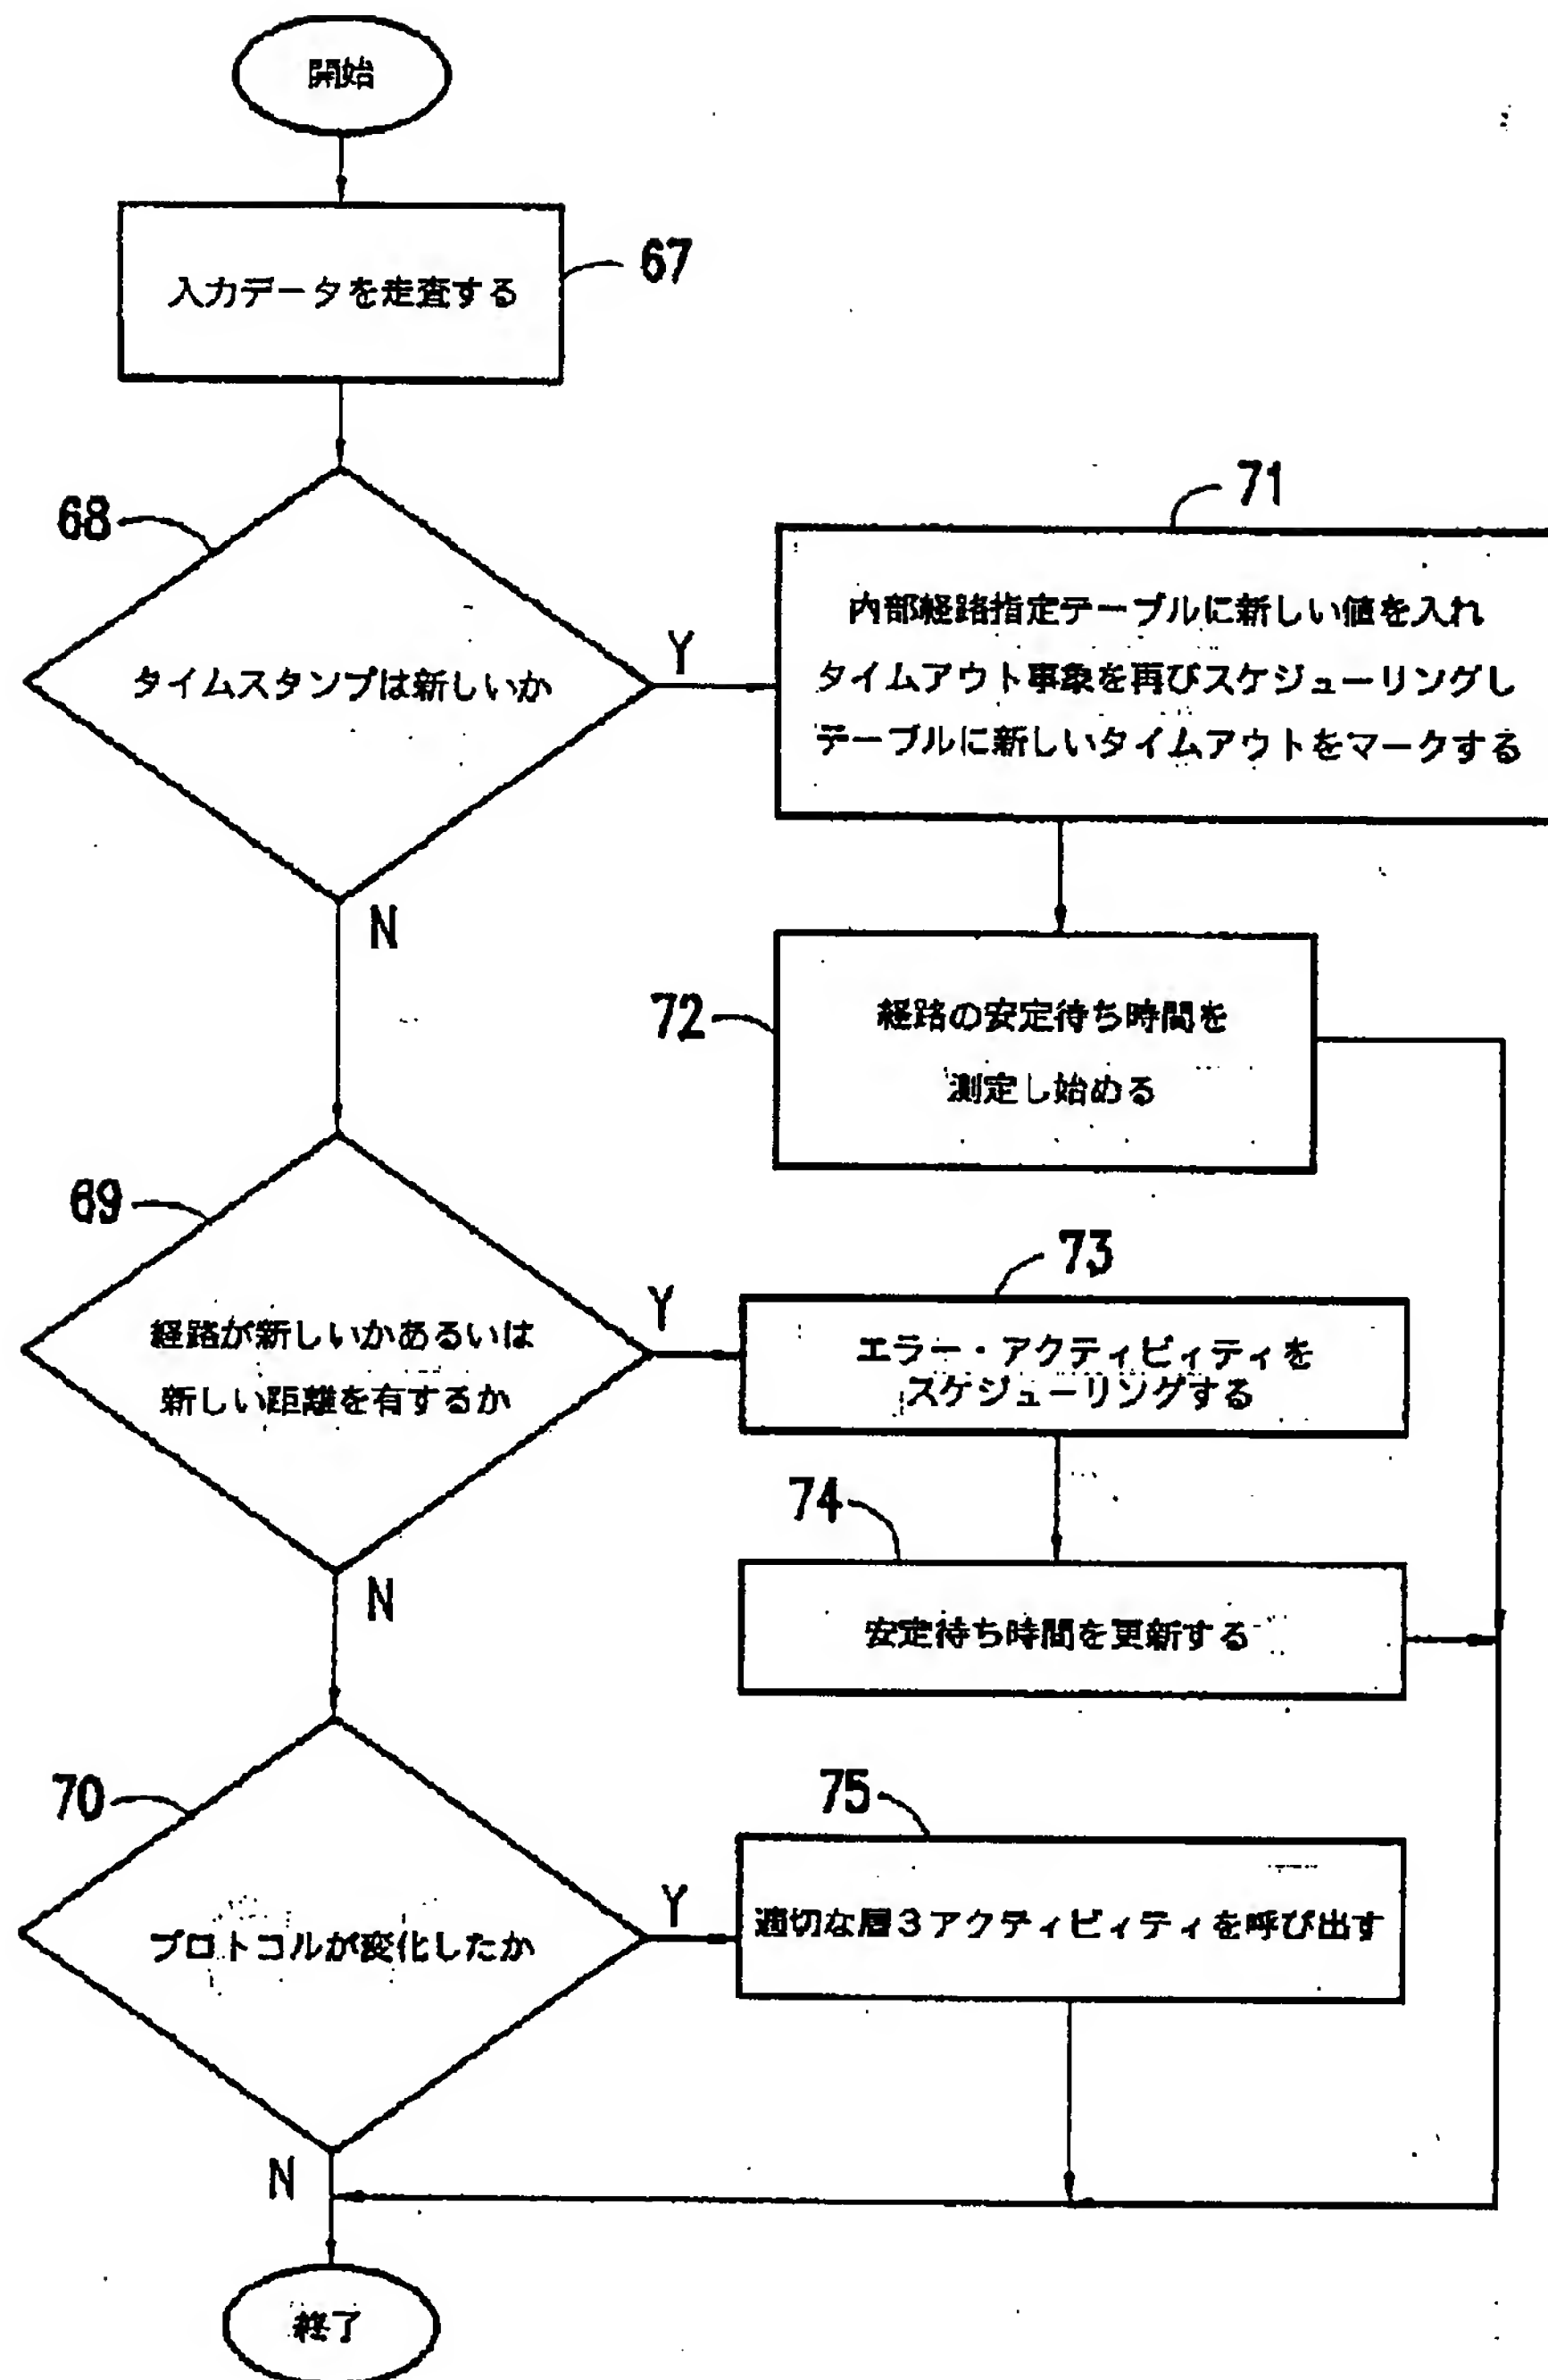 開始
入力データを走査する
67
68
タイムスタンプは新しいか
Y
N
71
内部経路指定テーブルに新しい値を入れ
タイムアウト事象を再びスケジューリングし
テーブルに新しいタイムアウトをマークする
72
経路の安定待ち時間を
測定し始める
69
経路が新しいかあるいは
新しい距離を有するか
Y
N
73
エラー・アクティビィティを
スケジューリングする
74
安定待ち時間を更新する
70
プロトコルが変化したか
Y
N
75
適切な層3アクティビィティを呼び出す
終了